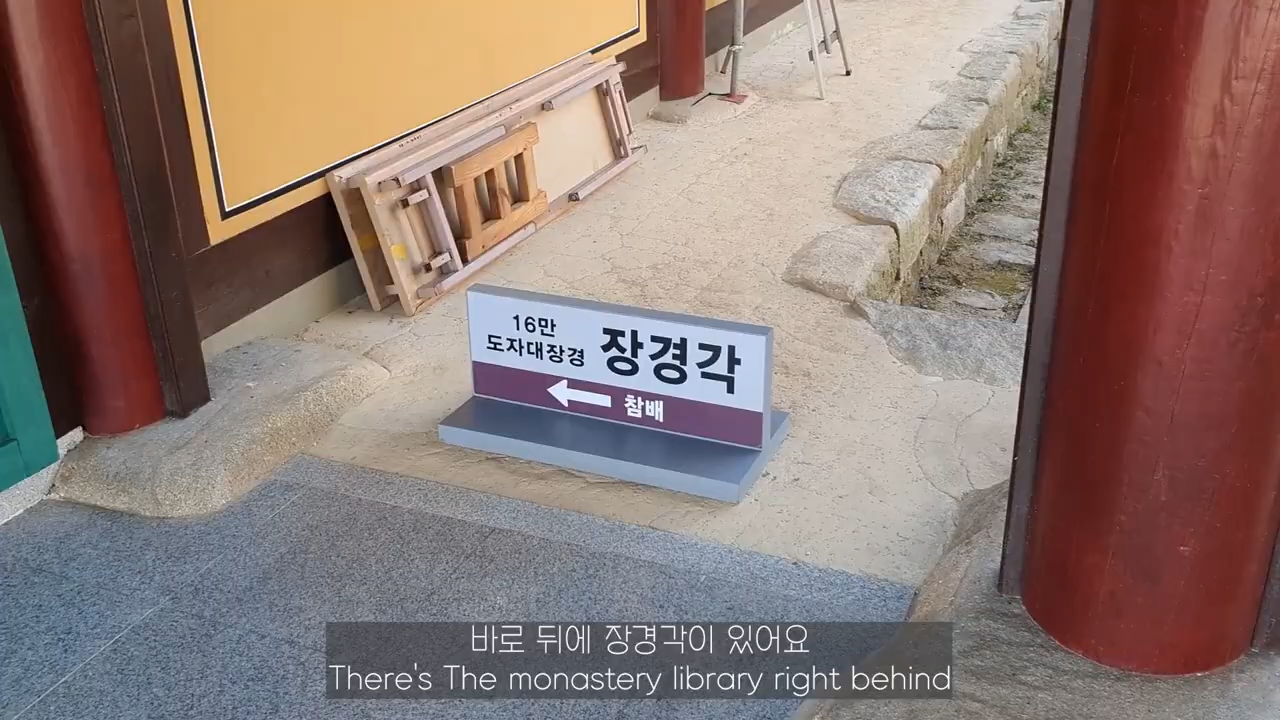 16만
도자대장경
장경각
참배
바로 뒤에 장경각이 있어요
There's The monastery library right behind